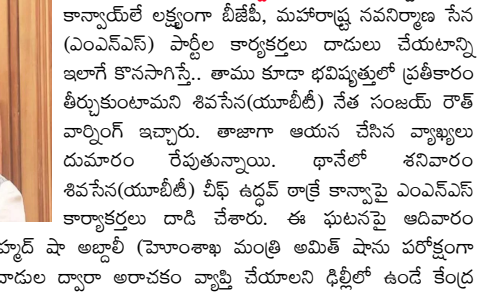 కాన్వాయ్‌లే లక్ష్యంగా బీజేపీ, మహారాష్ట్ర నవనిర్మాణ సేన
(ఎంఎన్ఎస్) పార్టీల కార్యకర్తలు దాడులు చేయటాన్ని
ఇలాగే కొనసాగిస్తే.. తాము కూడా భవిష్యత్తులో ప్రతీకారం
తీర్చుకుంటామని శివసేన(యూబీటీ) నేత సంజయ్ రౌత్
వార్నింగ్ ఇచ్చారు. తాజాగా ఆయన చేసిన వ్యాఖ్యలు
దుమారం రేపుతున్నాయి. థానేలో శనివారం
శివసేన(యూబీటీ) చీఫ్ ఉద్ధవ్ ఠాక్రే కాన్వాపై ఎంఎన్ఎస్
కార్యాకర్తలు దాడి చేశారు. ఈ ఘటనపై ఆదివారం
హ్మద్ షా అబ్దాలీ (హోంశాఖ మంత్రి అమిత్ షాను పరోక్షంగా
దాడుల ద్వారా అరాచకం వ్యాప్తి చేయాలని ఢిల్లీలో ఉండే కేంద్ర